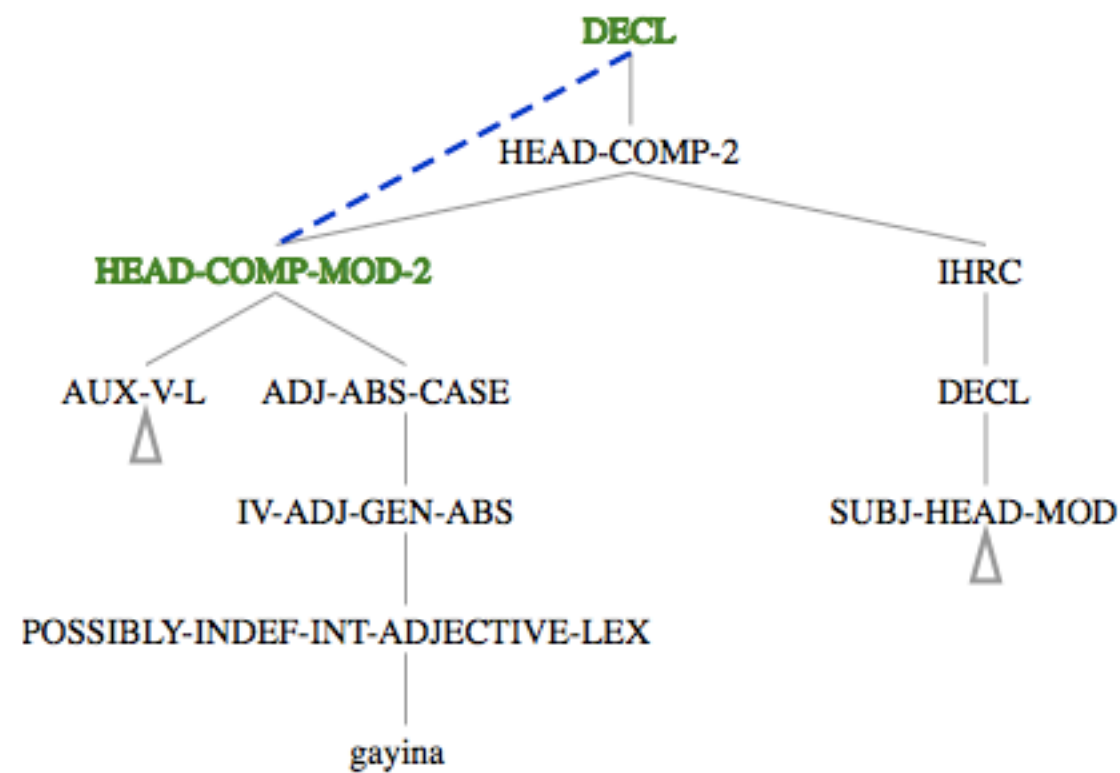 DECL
HEAD-COMP-2
HEAD-COMP-MOD-2 IHRC
AUX-V-L ADJ-ABS-CASE DECL
IV-ADJ-GEN-ABS SUBJ-HEAD-MOD
POSSIBLY-INDEF-INT-ADJECTIVE-LEX
gayina